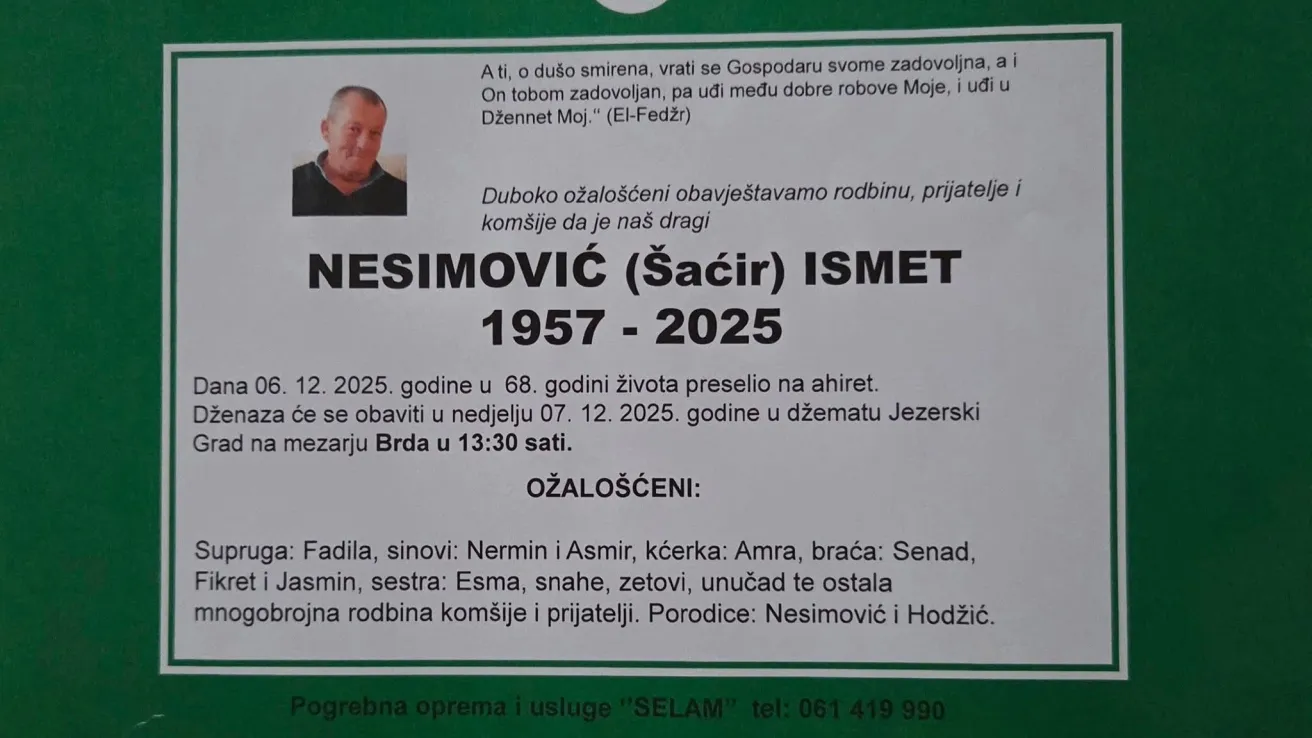 A ti, o dušo smirena, vrati se Gospodaru svome zadovoljna, a i
On tobom zadovoljan, pa uđi među dobre robove Moje, i uđi u
Džennet Moj.“ (El-Fedžr)
Duboko ožalošćeni obavještavamo rodbinu, prijatelje i
komšije da je naš dragi
NESIMOVIĆ (Šaćir) ISMET
1957 - 2025
Dana 06. 12. 2025. godine u 68. godini života preselio na ahiret.
Dženaza će se obaviti u nedjelju 07. 12. 2025. godine u džematu Jezerski
Grad na mezarju Brda u 13:30 sati.
OŽALOŠĆENI:
Supruga: Fadila, sinovi: Nermin i Asmir, kćerka: Amra, braća: Senad,
Fikret i Jasmin, sestra: Esma, snahe, zetovi, unučad te ostala
mnogobrojna rodbina komšije i prijatelji. Porodice: Nesimović i Hodžić.
Pogrebna oprema i usluge "SELAM" tel: 061 419 990